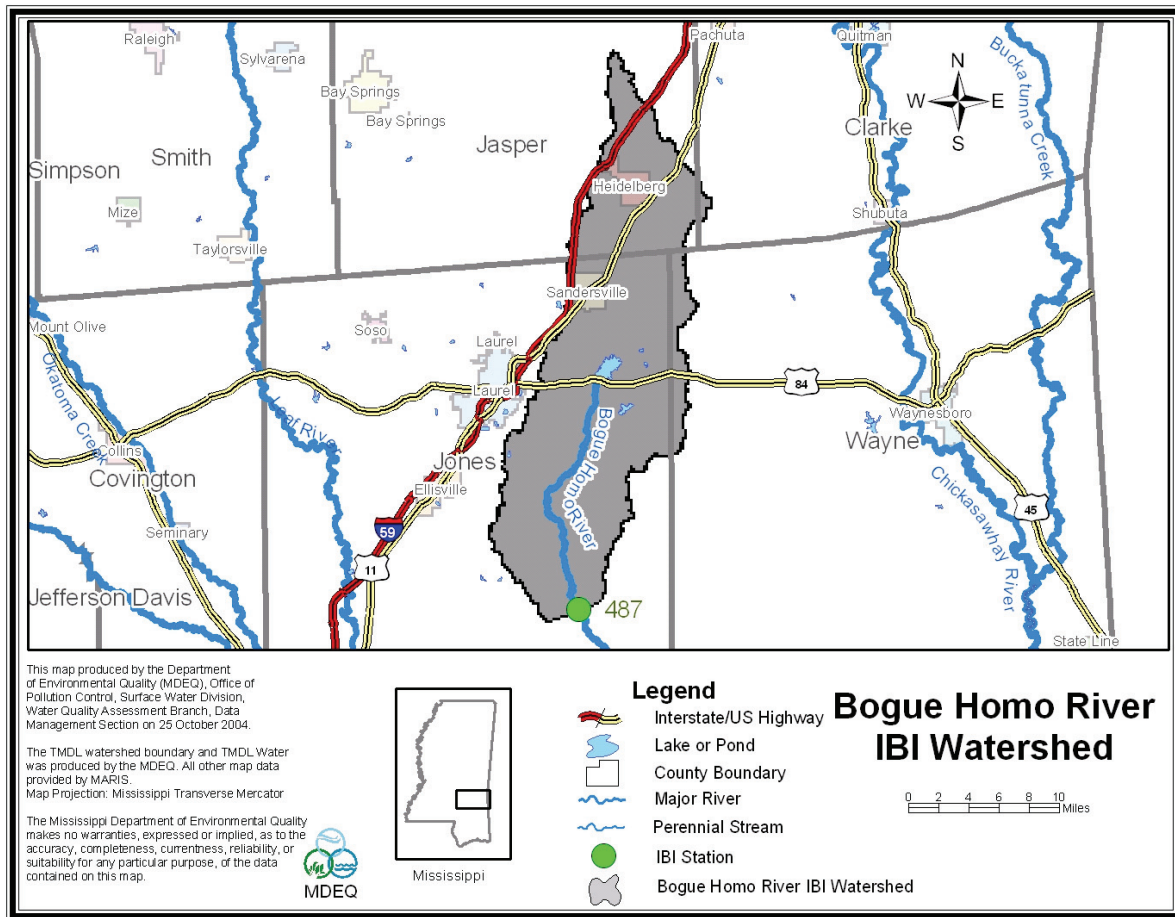 Raleigh
Sylvarena
Bay Springs
Bay Springs
Pachuta
Quitman
Buckatunna Creek
N
W E
S
Clarke
Jasper
Smith
Simpson
Heidelberg
Mize
Shubuta
Taylorsville
Sandersville
Mount Olive
Soso
Laurel
Laurel
84
Okatoma Creek
Leaf River
Bogue Homo River
Waynesboro
Wayne
Collins
Covington
Jones
Ellisville
Chickasawhay River
45
Seminary
59
11
Jefferson Davis
487
State Line
This map produced by the Department
of Environmental Quality (MDEQ), Office of
Pollution Control, Surface Water Division,
Water Quality Assessment Branch, Data
Management Section on 25 October 2004.
The TMDL watershed boundary and TMDL Water
was produced by the MDEQ. All other map data
provided by MARIS.
Map Projection: Mississippi Transverse Mercator
The Mississippi Department of Environmental Quality
makes no warranties, expressed or implied, as to the
accuracy, completeness, currentness, reliability, or
suitability for any particular purpose, of the data
contained on this map.
MDEQ
Mississippi
Legend
Interstate/US Highway
Lake or Pond
County Boundary
Major River
Perennial Stream
IBI Station
Bogue Homo River IBI Watershed
Bogue Homo River
IBI Watershed
0 2 4 6 8 10
Miles